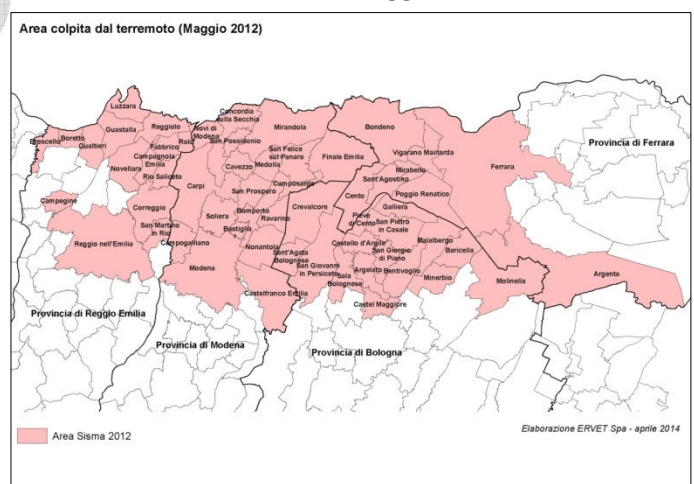 Area colpita dal terremoto (Maggio 2012)
Luzzara
Concordia
sulla Secchia
Brescello
Boretto
Gualtieri
Guastalla
Reggiolo
Novi di
Modena
Rolo
Mirandola
Bondeno
Provincia di Ferrara
Fabbrico
San Possidonio
Campagnola
Emilia
Novellara
Rio Saliceto
San Felice
sul Panaro
Cavezzo
Medolla
Finale Emilia
Vigarano Mainarda
Mirabello
Ferrara
Sant'Agostino
Carpi
Camposanto
San Prospero
Poggio Renatico
Campegine
Correggio
Crevalcore
Cento
Galliera
Bomporto
Soliera
Ravarino
Bastiglia
Pieve
di Cento
San Pietro
in Casale
San Martino
in Rio
Campogalliano
Nonantola
Sant'Agata
Bolognese
Castello d'Argile
San Giorgio
di Piano
Malalbergo
Baricella
Reggio nell'Emilia
Modena
San Giovanni
in Persiceto
Sala
Bolognese
Argelato
Bentivoglio
Minerbio
Molinella
Argenta
Castelfranco Emilia
Castel Maggiore
Provincia di Reggio Emilia
Provincia di Modena
Provincia di Bologna
Area Sisma 2012
Elaborazione ERVET Spa - aprile 2014